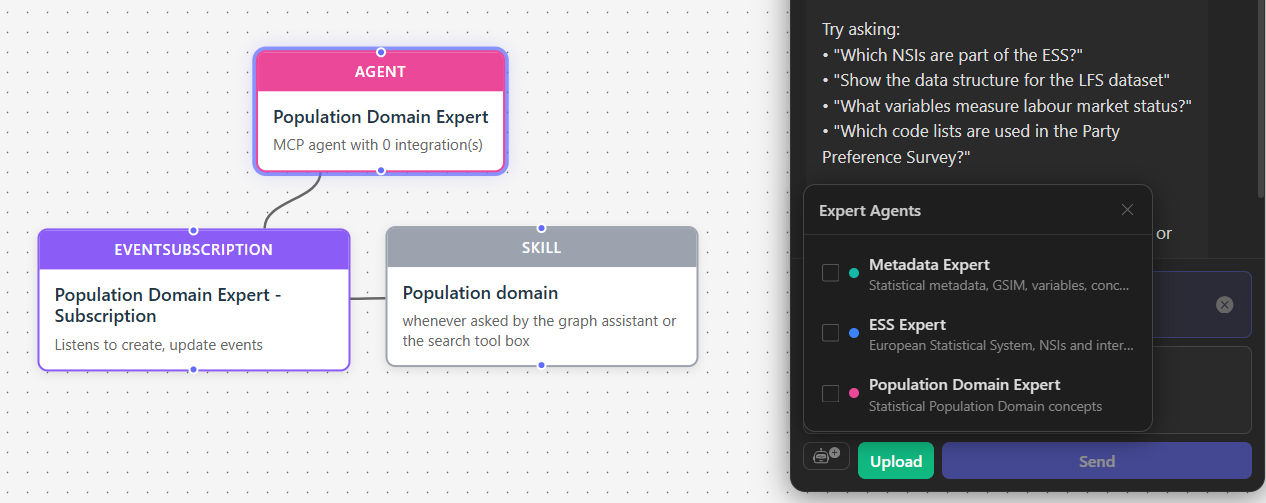 AGENT
Population Domain Expert
MCP agent with 0 integration(s)
EVENTSUBSCRIPTION
Population Domain Expert -
Subscription
Listens to create, update events
SKILL
Population domain
whenever asked by the graph assistant or
the search tool box
Try asking:
• "Which NSIs are part of the ESS?"
• "Show the data structure for the LFS dataset"
• "What variables measure labour market status?"
• "Which code lists are used in the Party
Preference Survey?"
or
Expert Agents
Metadata Expert
Statistical metadata, GSIM, variables, conc...
ESS Expert
European Statistical System, NSIs and inter...
Population Domain Expert
Statistical Population Domain concepts
Upload
Send